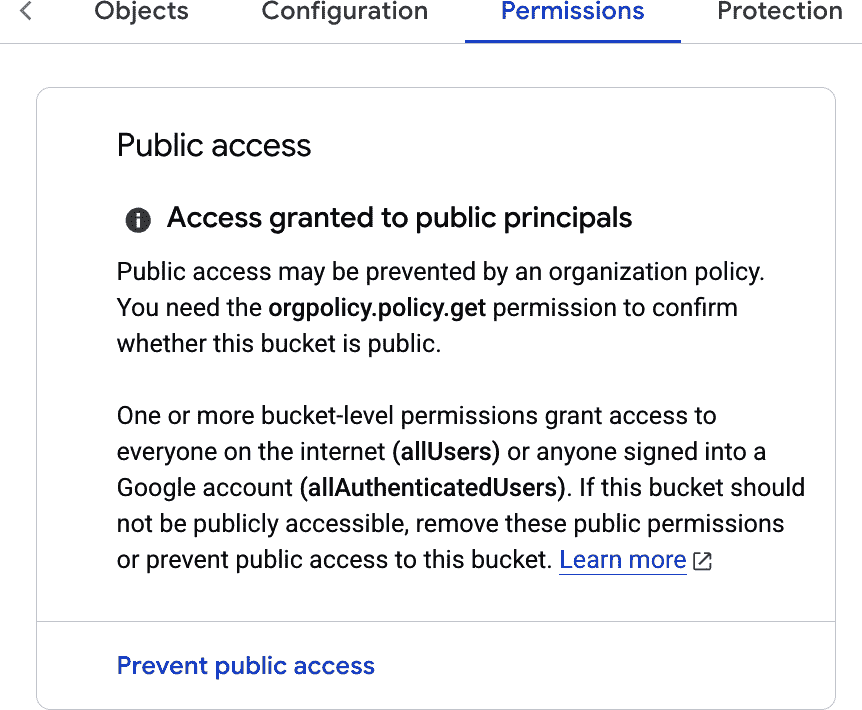 Objects Configuration Permissions Protection
Public access
Access granted to public principals
Public access may be prevented by an organization policy.
You need the orgpolicy.policy.get permission to confirm
whether this bucket is public.
One or more bucket-level permissions grant access to
everyone on the internet (allUsers) or anyone signed into a
Google account (allAuthenticatedUsers). If this bucket should
not be publicly accessible, remove these public permissions
or prevent public access to this bucket. Learn more
Prevent public access